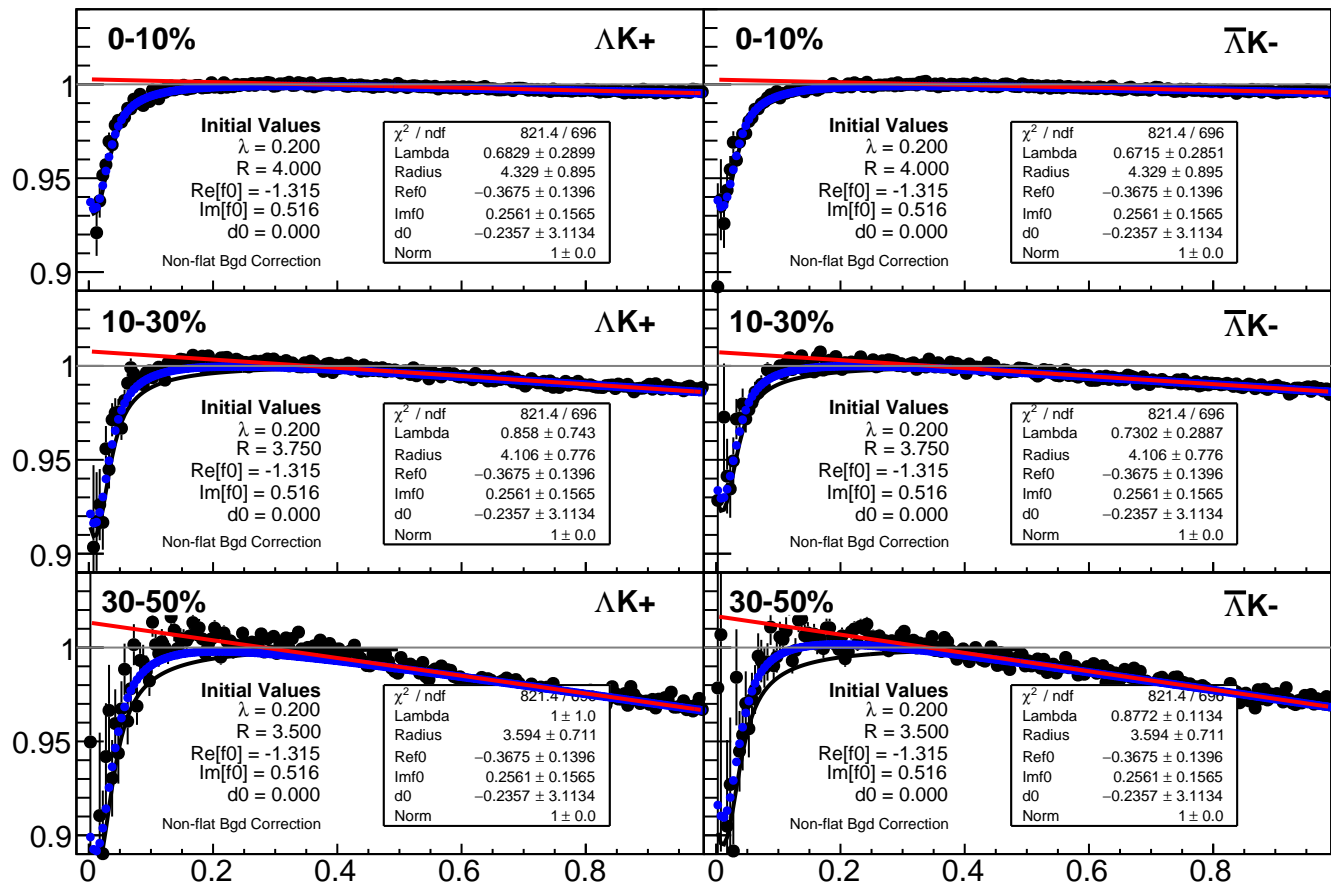 0-10%
ΛK+
1
0.95
0.9
Initial Values
λ = 0.200
R = 4.000
Re[f0] = -1.315
Im[f0] = 0.516
d0 = 0.000
Non-flat Bgd Correction
χ² / ndf 821.4 / 696
Lambda 0.6829 ± 0.2899
Radius 4.329 ± 0.895
Ref0 −0.3675 ± 0.1396
Imf0 0.2561 ± 0.1565
d0 −0.2357 ± 3.1134
Norm 1 ± 0.0
0-10%
Λ̅K-
Initial Values
λ = 0.200
R = 4.000
Re[f0] = -1.315
Im[f0] = 0.516
d0 = 0.000
Non-flat Bgd Correction
χ² / ndf 821.4 / 696
Lambda 0.6715 ± 0.2851
Radius 4.329 ± 0.895
Ref0 −0.3675 ± 0.1396
Imf0 0.2561 ± 0.1565
d0 −0.2357 ± 3.1134
Norm 1 ± 0.0
10-30%
ΛK+
1
0.95
0.9
Initial Values
λ = 0.200
R = 3.750
Re[f0] = -1.315
Im[f0] = 0.516
d0 = 0.000
Non-flat Bgd Correction
χ² / ndf 821.4 / 696
Lambda 0.858 ± 0.743
Radius 4.106 ± 0.776
Ref0 −0.3675 ± 0.1396
Imf0 0.2561 ± 0.1565
d0 −0.2357 ± 3.1134
Norm 1 ± 0.0
10-30%
Λ̅K-
Initial Values
λ = 0.200
R = 3.750
Re[f0] = -1.315
Im[f0] = 0.516
d0 = 0.000
Non-flat Bgd Correction
χ² / ndf 821.4 / 696
Lambda 0.7302 ± 0.2887
Radius 4.106 ± 0.776
Ref0 −0.3675 ± 0.1396
Imf0 0.2561 ± 0.1565
d0 −0.2357 ± 3.1134
Norm 1 ± 0.0
30-50%
ΛK+
1
0.95
0.9
Initial Values
λ = 0.200
R = 3.500
Re[f0] = -1.315
Im[f0] = 0.516
d0 = 0.000
Non-flat Bgd Correction
χ² / ndf 821.4 / 696
Lambda 1 ± 1.0
Radius 3.594 ± 0.711
Ref0 −0.3675 ± 0.1396
Imf0 0.2561 ± 0.1565
d0 −0.2357 ± 3.1134
Norm 1 ± 0.0
30-50%
Λ̅K-
Initial Values
λ = 0.200
R = 3.500
Re[f0] = -1.315
Im[f0] = 0.516
d0 = 0.000
Non-flat Bgd Correction
χ² / ndf 821.4 / 696
Lambda 0.8772 ± 0.1134
Radius 3.594 ± 0.711
Ref0 −0.3675 ± 0.1396
Imf0 0.2561 ± 0.1565
d0 −0.2357 ± 3.1134
Norm 1 ± 0.0
0 0.2 0.4 0.6 0.8 0 0.2 0.4 0.6 0.8